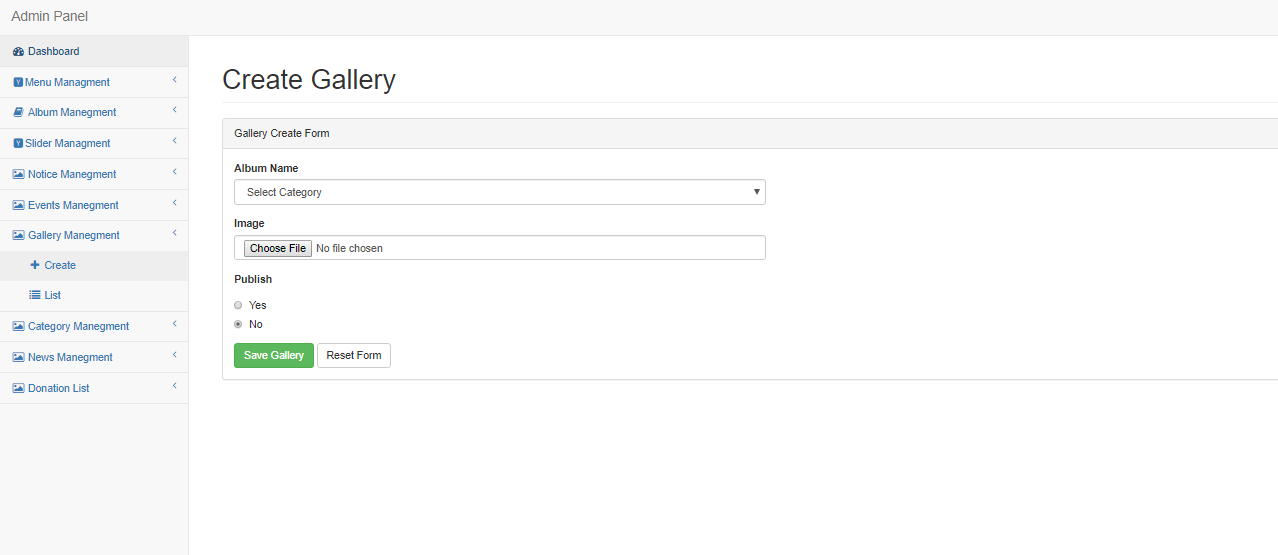 Admin Panel
Dashboard
Menu Managment
Album Manegment
Slider Managment
Notice Manegment
Events Manegment
Gallery Manegment
Create
List
Category Manegment
News Manegment
Donation List
Create Gallery
Gallery Create Form
Album Name
Select Category
Image
Choose File No file chosen
Publish
Yes
No
Save Gallery Reset Form